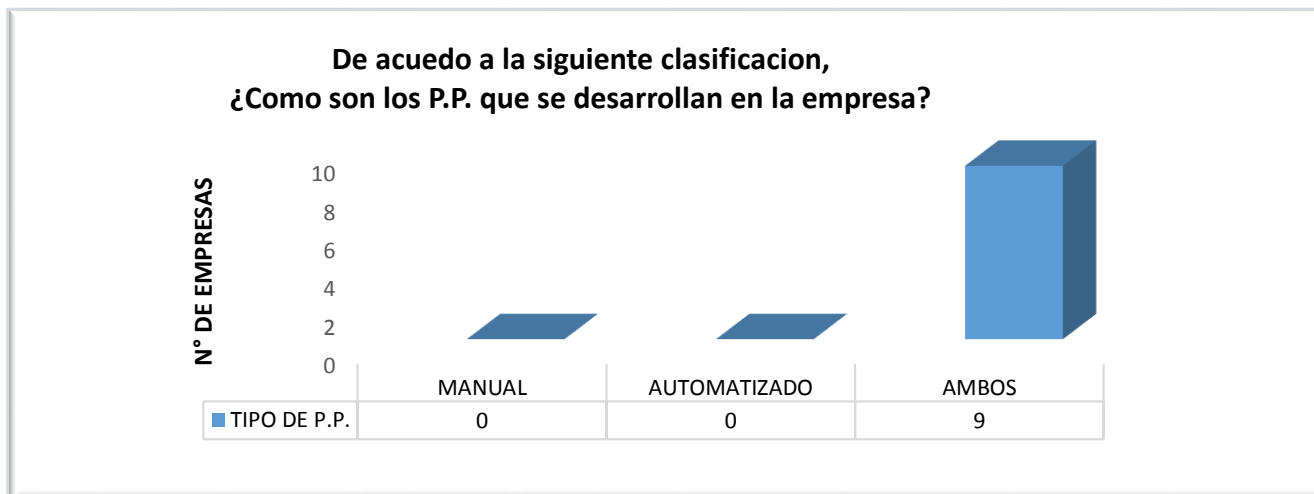 De acuedo a la siguiente clasificacion,
¿Como son los P.P. que se desarrollan en la empresa?
N° DE EMPRESAS
10
8
6
4
2
0
MANUAL AUTOMATIZADO AMBOS
TIPO DE P.P. 0 0 9